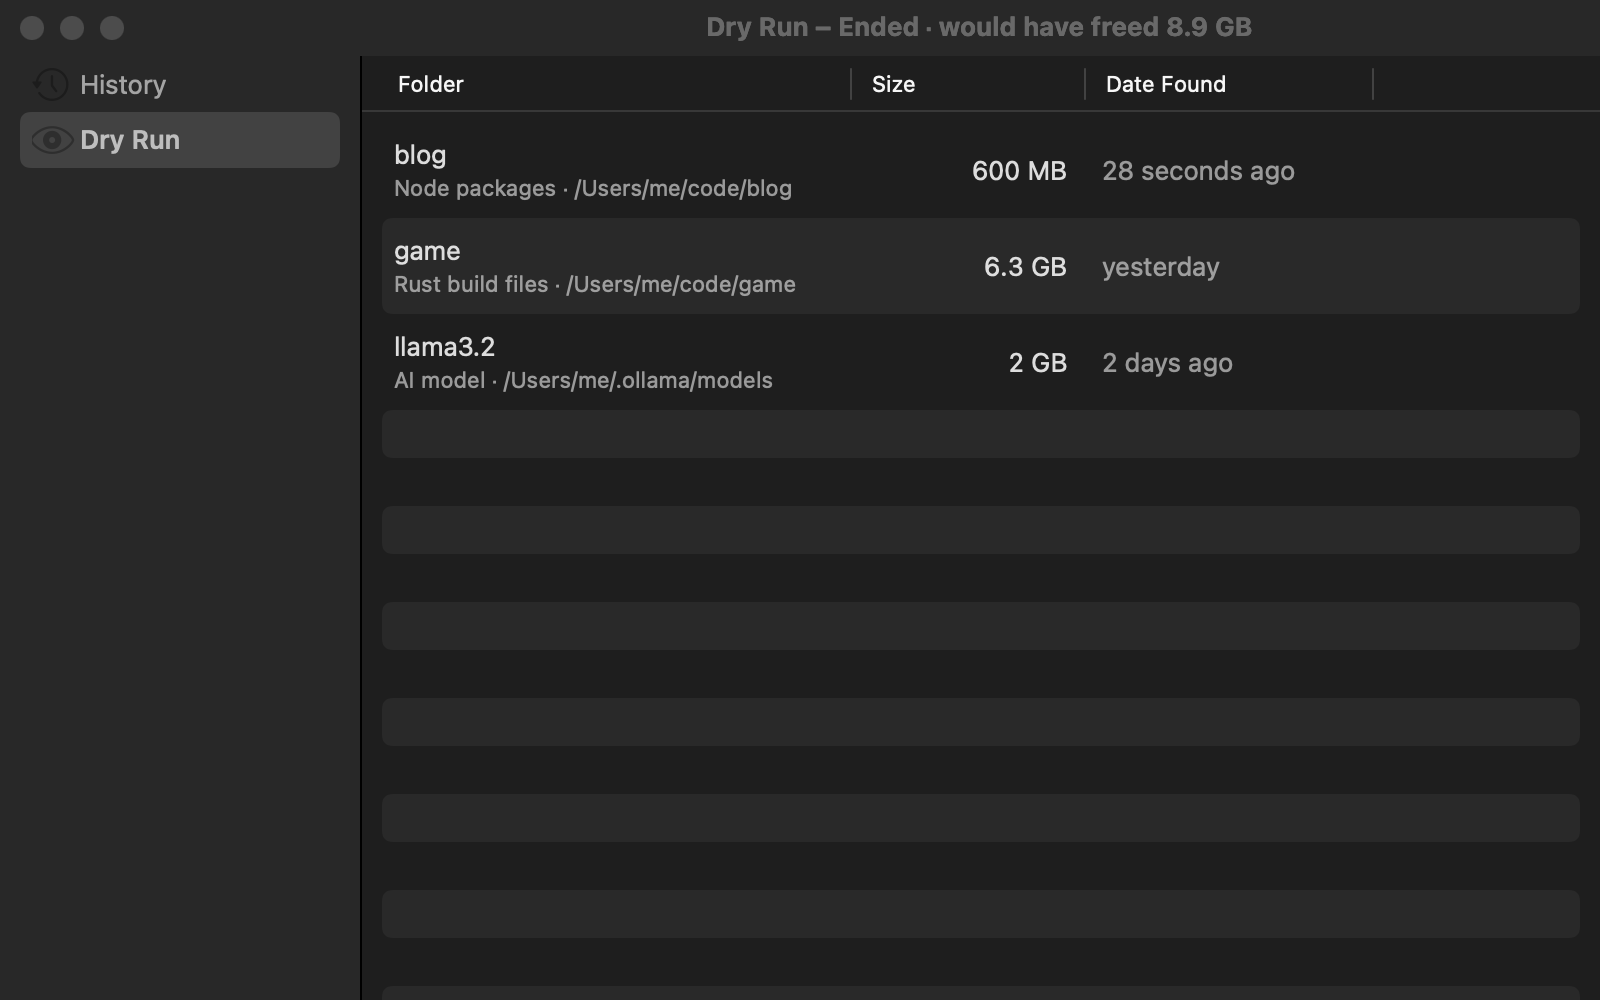 Dry Run – Ended · would have freed 8.9 GB
History
Dry Run
Folder
Size
Date Found
blog
Node packages · /Users/me/code/blog
600 MB
28 seconds ago
game
Rust build files · /Users/me/code/game
6.3 GB
yesterday
llama3.2
AI model · /Users/me/.ollama/models
2 GB
2 days ago